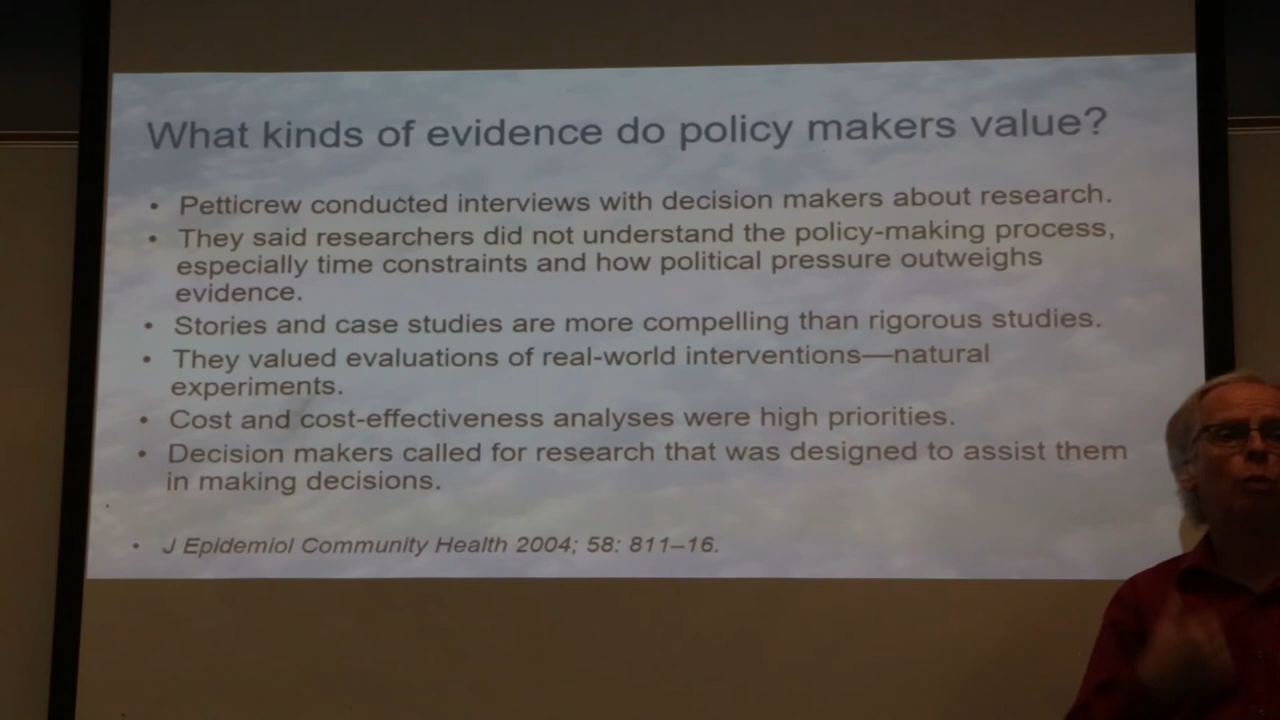 What kinds of evidence do policy makers value?
• Petticrew conducted interviews with decision makers about research.
• They said researchers did not understand the policy-making process,
especially time constraints and how political pressure outweighs
evidence.
• Stories and case studies are more compelling than rigorous studies.
• They valued evaluations of real-world interventions—natural
experiments.
• Cost and cost-effectiveness analyses were high priorities.
• Decision makers called for research that was designed to assist them
in making decisions.
• J Epidemiol Community Health 2004; 58: 811–16.